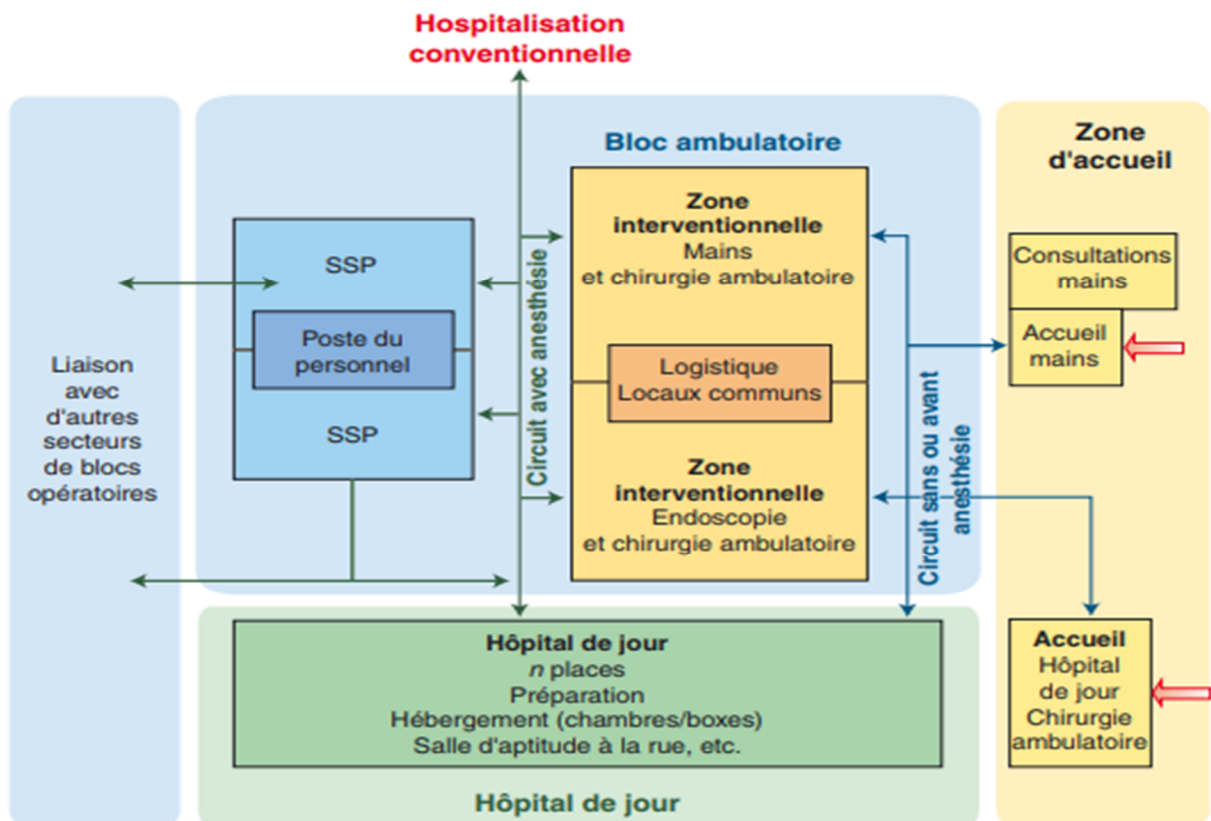 Hospitalisation
conventionnelle
Liaison
avec
d'autres
secteurs
de blocs
opératoires
Bloc ambulatoire
SSP
Poste du
personnel
SSP
Circuit avec anesthésie
Zone
interventionnelle
Mains
et chirurgie ambulatoire
Logistique
Locaux communs
Zone
interventionnelle
Endoscopie
et chirurgie ambulatoire
Circuit sans ou avant
anesthésie
Zone
d'accueil
Consultations
mains
Accueil
mains
Accueil
Hôpital
de jour
Chirurgie
ambulatoire
Hôpital de jour
n places
Préparation
Hébergement (chambres/boxes)
Salle d'aptitude à la rue, etc.
Hôpital de jour